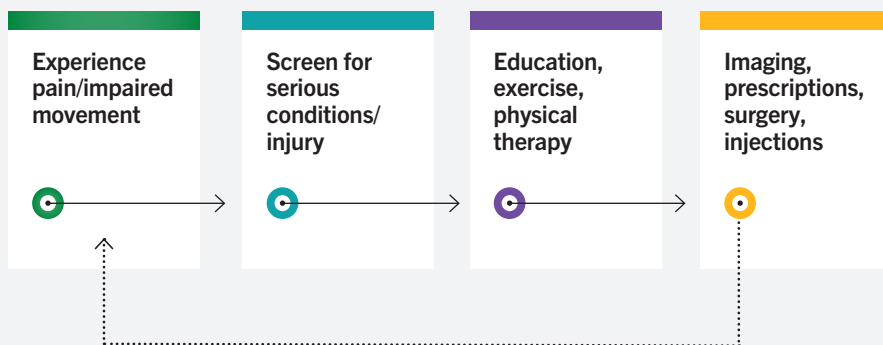 Experience
pain/impaired
movement
Screen for
serious
conditions/
injury
Education,
exercise,
physical
therapy
Imaging,
prescriptions,
surgery,
injections